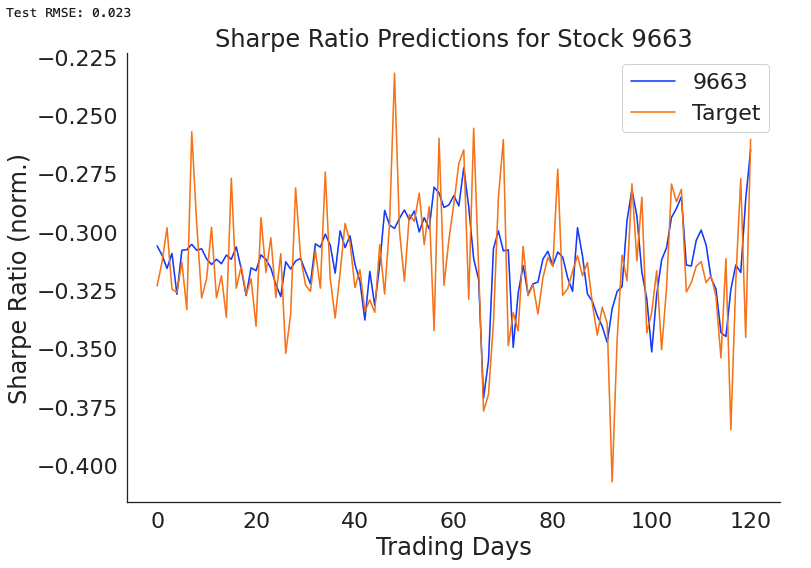 Test RMSE: 0.023
Sharpe Ratio Predictions for Stock 9663
9663
Target
Sharpe Ratio (norm.)
−0.225
−0.250
−0.275
−0.300
−0.325
−0.350
−0.375
−0.400
0 20 40 60 80 100 120
Trading Days